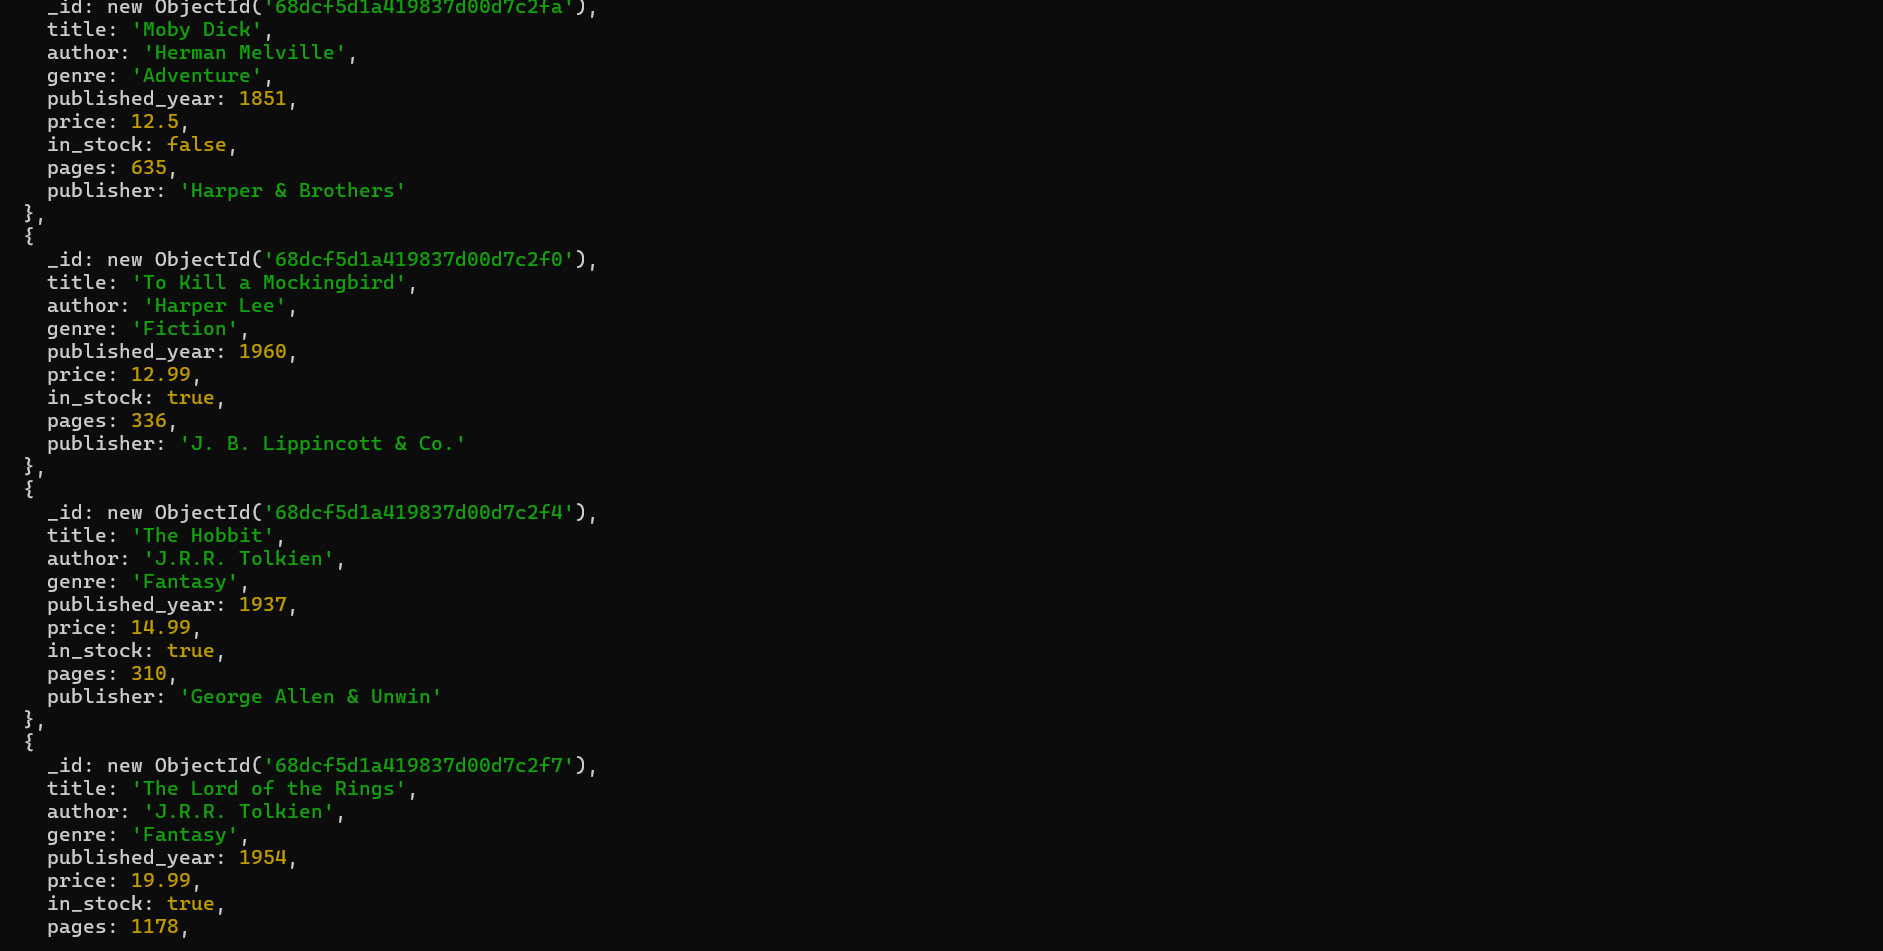 _id: new ObjectId('68dcf5d1a419837d00d7c2fa'),
title: 'Moby Dick',
author: 'Herman Melville',
genre: 'Adventure',
published_year: 1851,
price: 12.5,
in_stock: false,
pages: 635,
publisher: 'Harper & Brothers'
},
{
_id: new ObjectId('68dcf5d1a419837d00d7c2f0'),
title: 'To Kill a Mockingbird',
author: 'Harper Lee',
genre: 'Fiction',
published_year: 1960,
price: 12.99,
in_stock: true,
pages: 336,
publisher: 'J. B. Lippincott & Co.'
},
{
_id: new ObjectId('68dcf5d1a419837d00d7c2f4'),
title: 'The Hobbit',
author: 'J.R.R. Tolkien',
genre: 'Fantasy',
published_year: 1937,
price: 14.99,
in_stock: true,
pages: 310,
publisher: 'George Allen & Unwin'
},
{
_id: new ObjectId('68dcf5d1a419837d00d7c2f7'),
title: 'The Lord of the Rings',
author: 'J.R.R. Tolkien',
genre: 'Fantasy',
published_year: 1954,
price: 19.99,
in_stock: true,
pages: 1178,